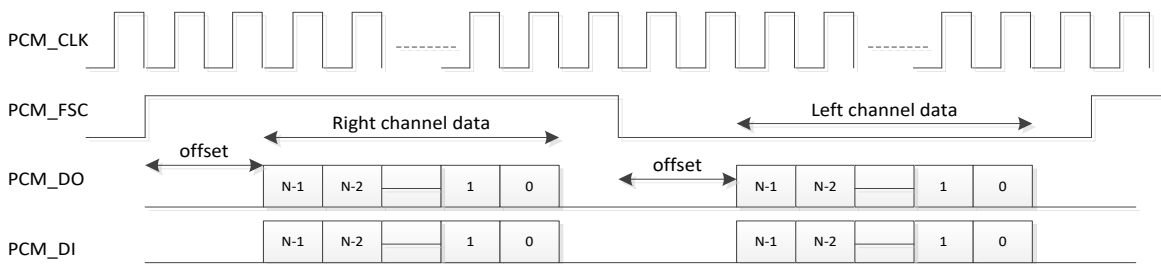 PCM_CLK
PCM_FSC
Right channel data
Left channel data
offset
offset
PCM_DO
N-1 N-2 1 0
N-1 N-2 1 0
PCM_DI
N-1 N-2 1 0
N-1 N-2 1 0